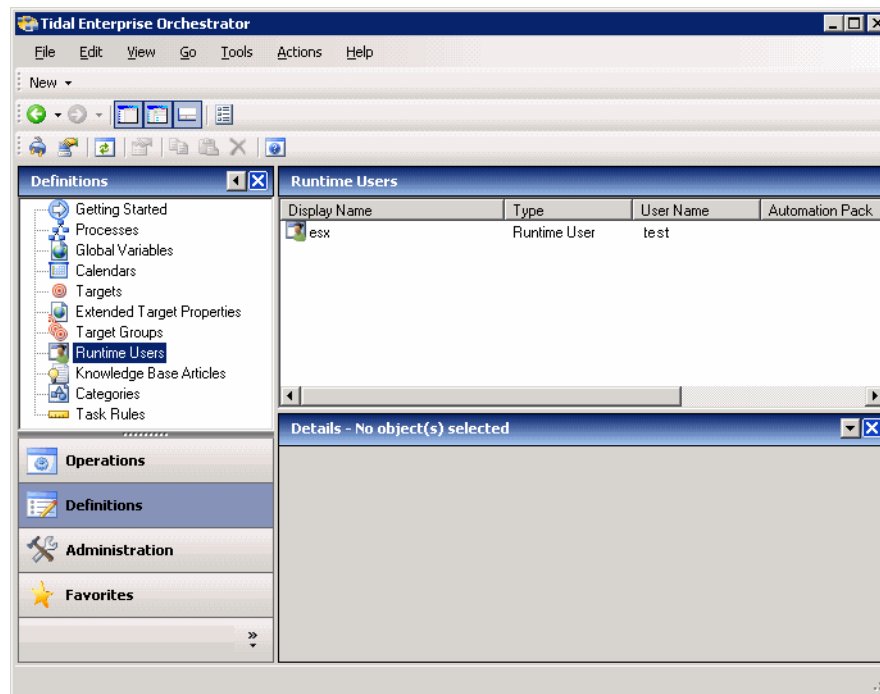 Tidal Enterprise Orchestrator
File Edit View Go Tools Actions Help
New
Definitions
Getting Started
Processes
Global Variables
Calendars
Targets
Extended Target Properties
Target Groups
Runtime Users
Knowledge Base Articles
Categories
Task Rules
Operations
Definitions
Administration
Favorites
Runtime Users
Display Name Type User Name Automation Pack
esx Runtime User test
Details - No object(s) selected